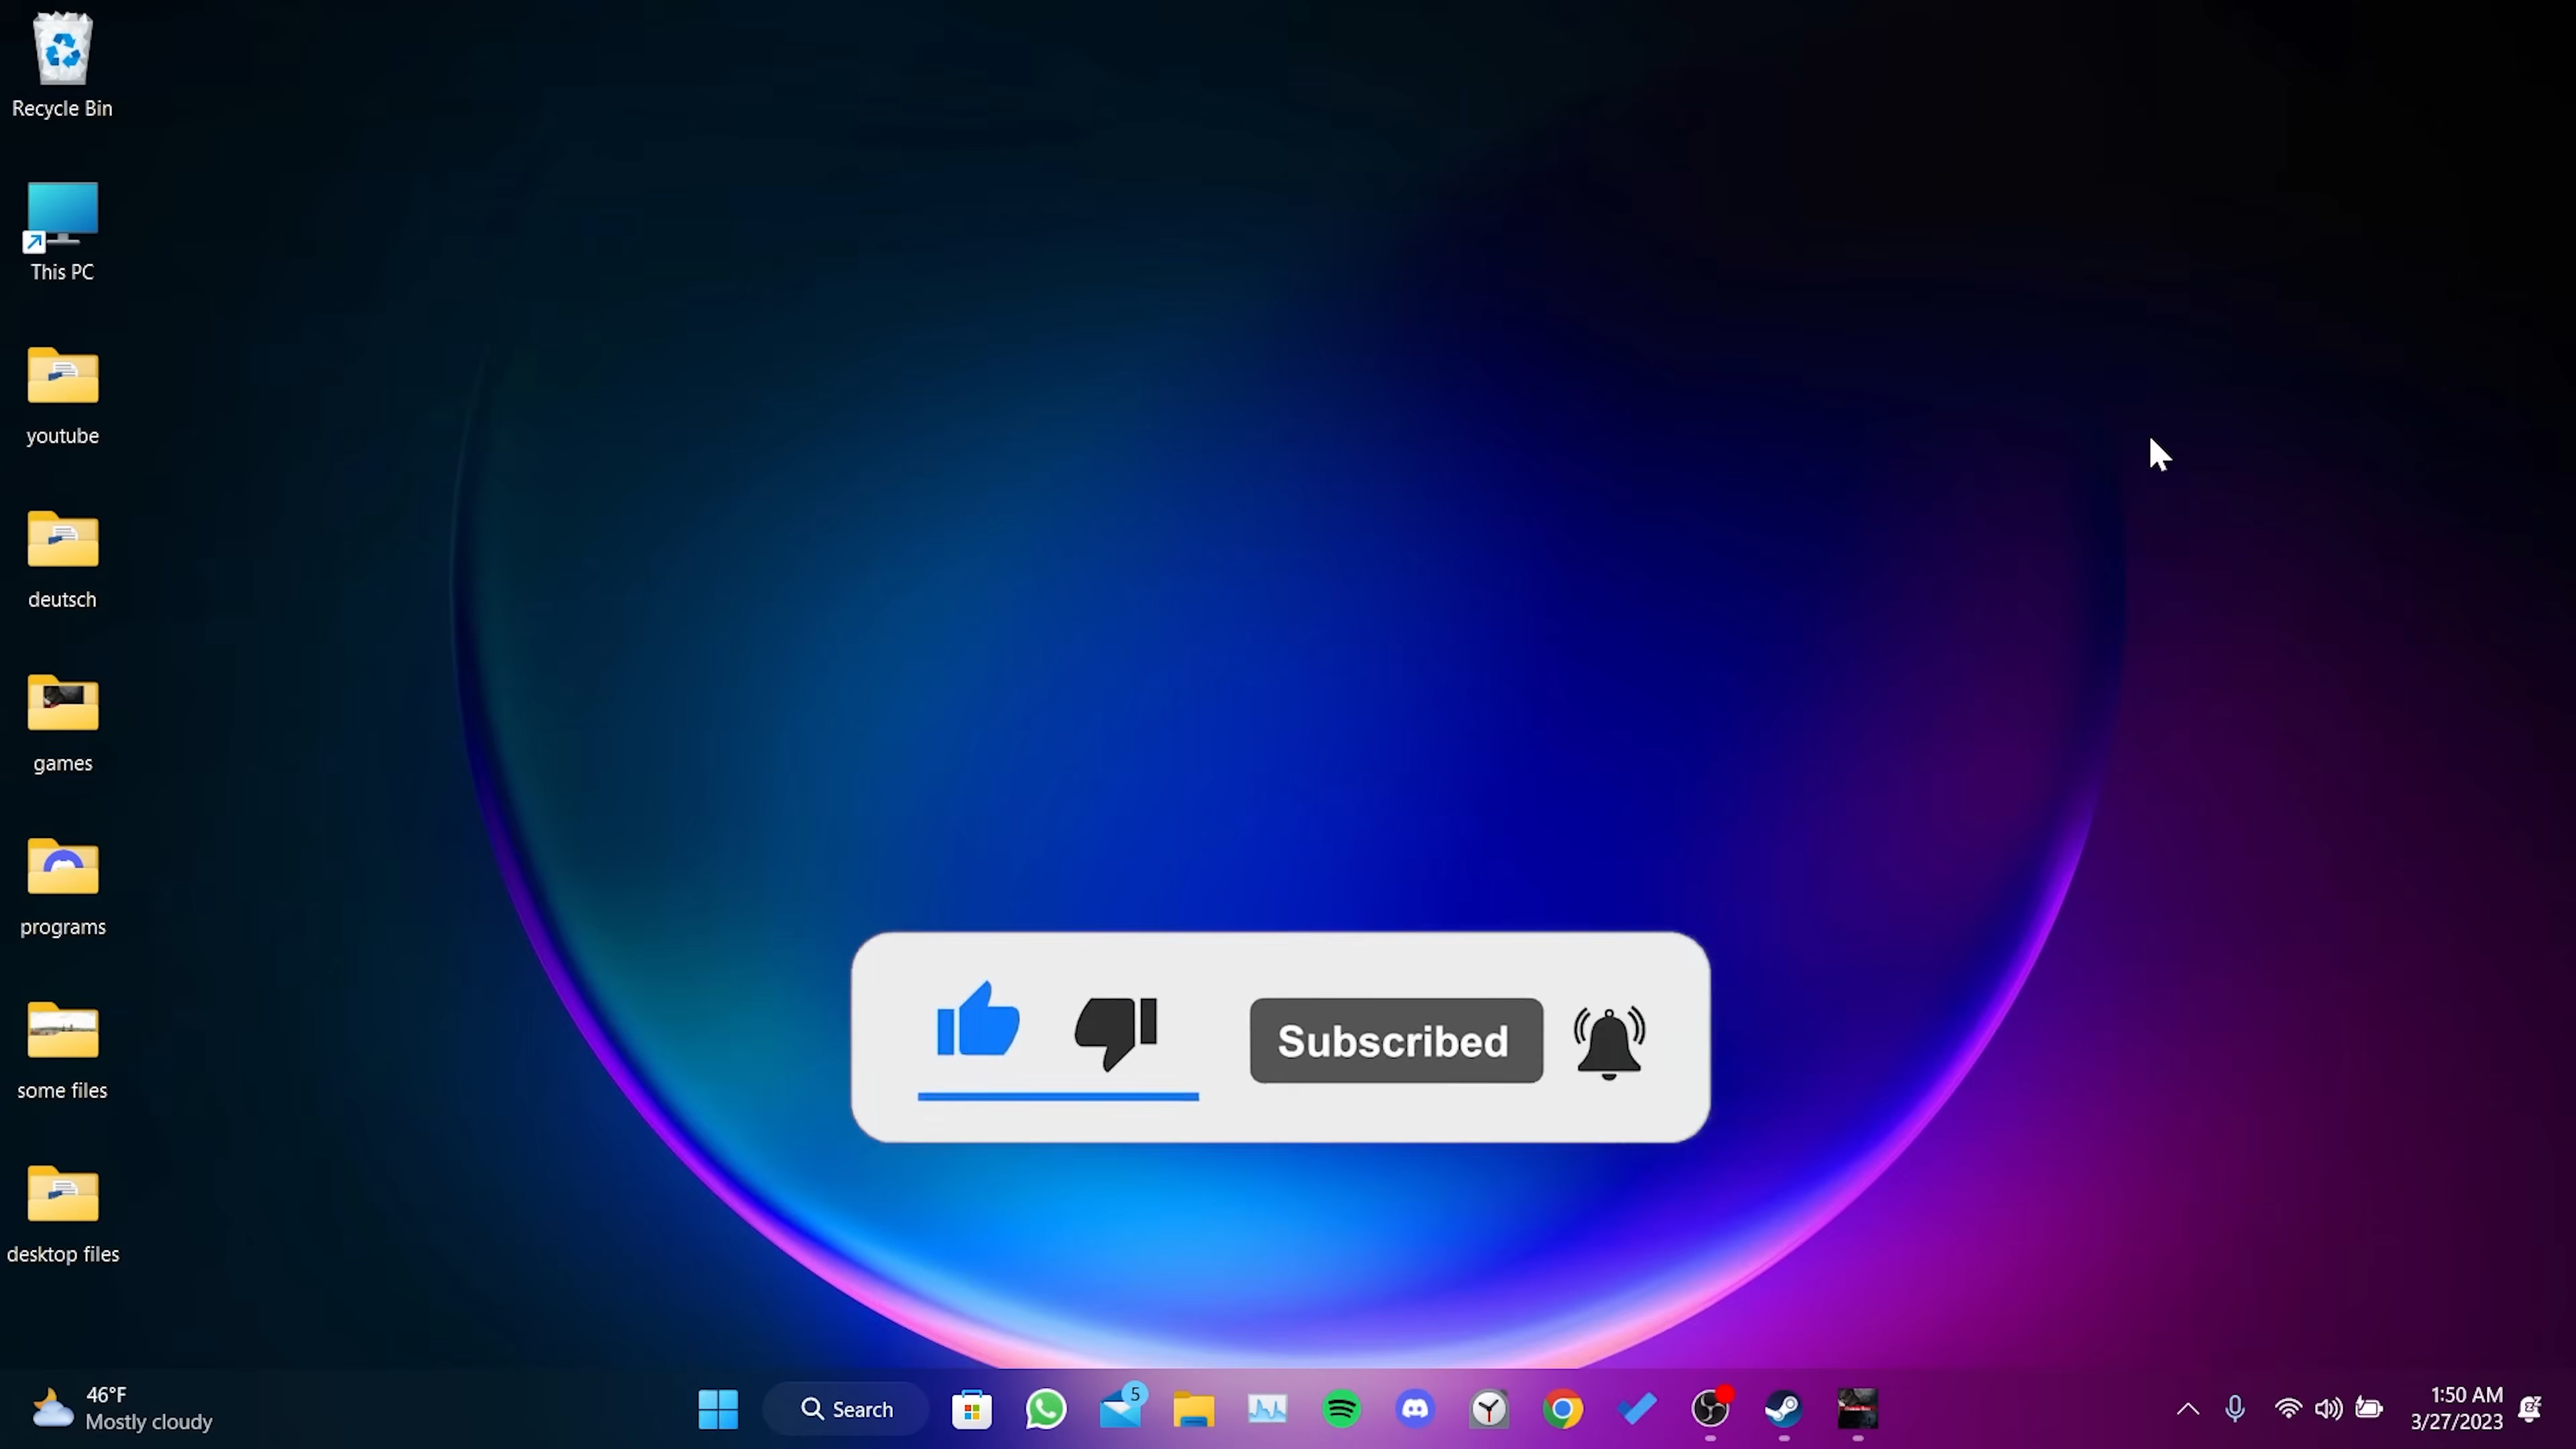 Recycle Bin
This PC
youtube
deutsch
games
programs
some files
desktop files
Subscribed
46°F
Mostly cloudy
Search
5
1:50 AM
3/27/2023